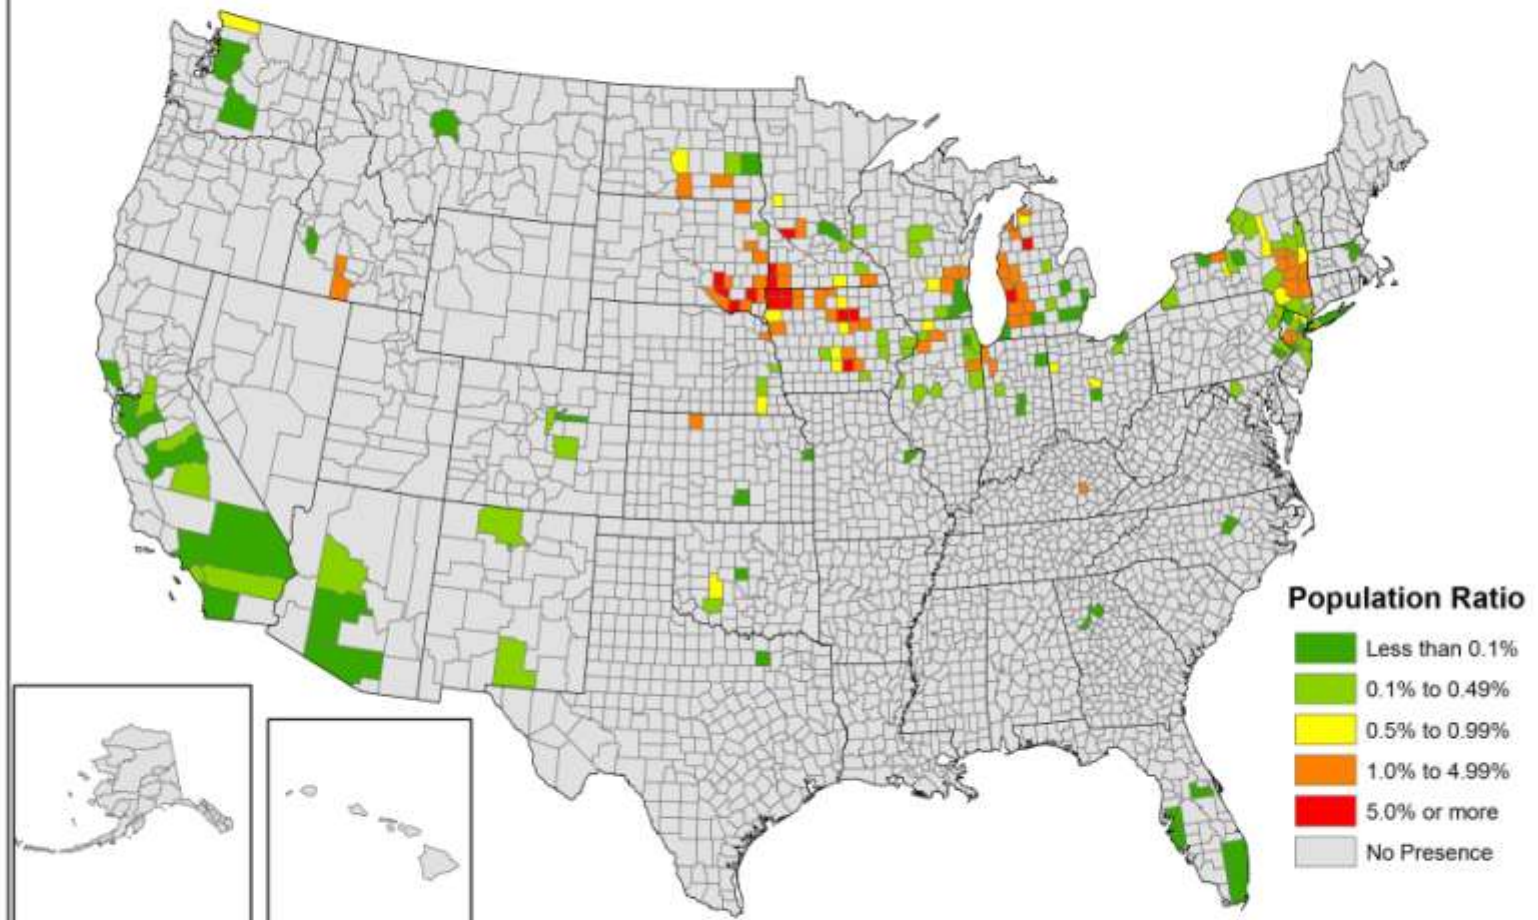 Population Ratio
Less than 0.1%
0.1% to 0.49%
0.5% to 0.99%
1.0% to 4.99%
5.0% or more
No Presence